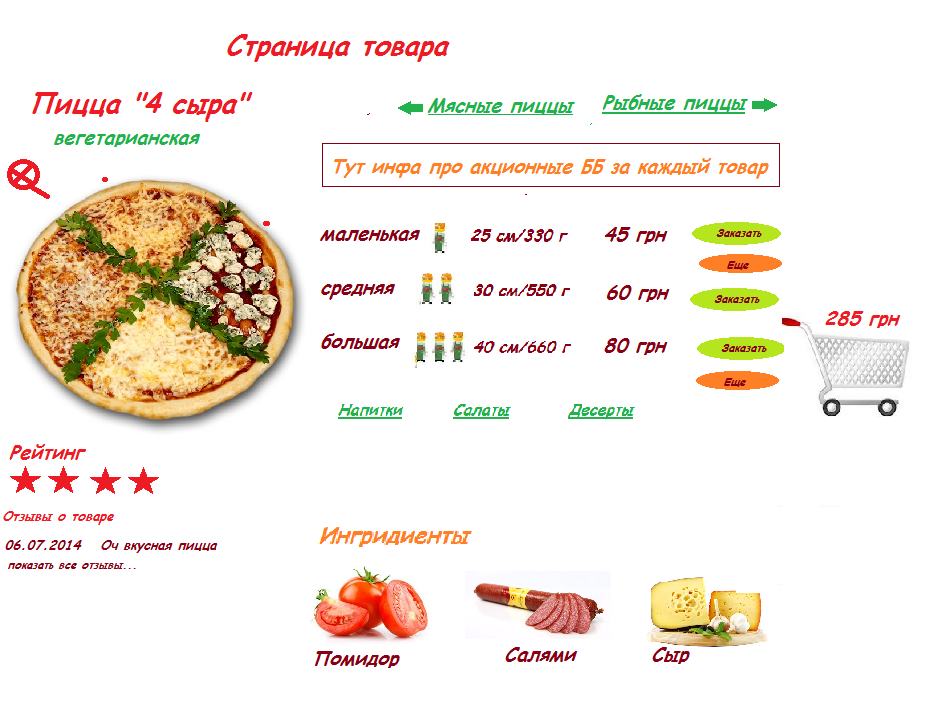 Страница товара
Пицца "4 сыра"
вегетарианская
Мясные пиццы
Рыбные пиццы
Тут инфа про акционные ББ за каждый товар
маленькая 25 см/330 г 45 грн Заказать
Еще
средняя 30 см/550 г 60 грн Заказать
большая 40 см/660 г 80 грн Заказать
Еще
285 грн
Напитки Салаты Десерты
Рейтинг
Отзывы о товаре
06.07.2014 Оч вкусная пицца
показать все отзывы...
Ингридиенты
Помидор Салями Сыр